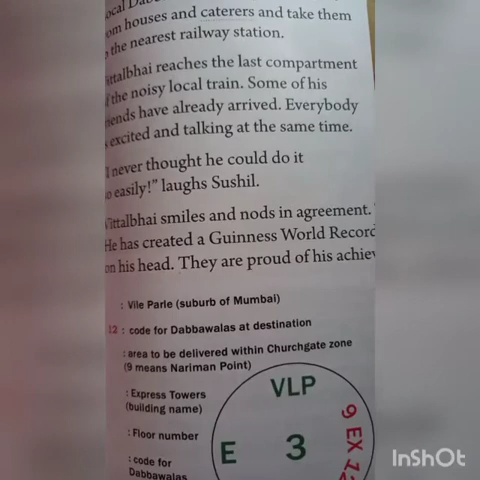 local
om houses and caterers and take them
the nearest railway station.
ittalbhai reaches the last compartment
f the noisy local train. Some of his
iends have already arrived. Everybody
s excited and talking at the same time.
I never thought he could do it
so easily!” laughs Sushil.
Vittalbhai smiles and nods in agreement.
He has created a Guinness World Record
on his head. They are proud of his achiev
: Vile Parle (suburb of Mumbai)
12 : code for Dabbawalas at destination
: area to be delivered within Churchgate zone
(9 means Nariman Point)
: Express Towers
(building name)
: Floor number
: code for
Dabbawalas
VLP
E 3
9 EX 12
InShOt